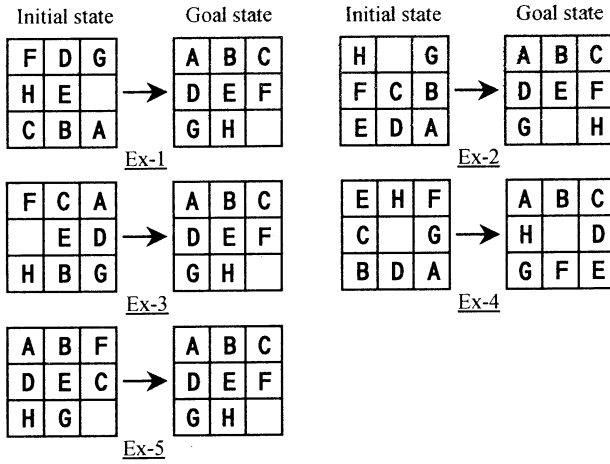 Initial state Goal state
F D G A B C
H E D E F
C B A G H
Ex-1
Initial state Goal state
H G A B C
F C B D E F
E D A G H
Ex-2
F C A A B C
E D D E F
H B G G H
Ex-3
E H F A B C
C G H D
B D A G F E
Ex-4
A B F A B C
D E C D E F
H G G H
Ex-5